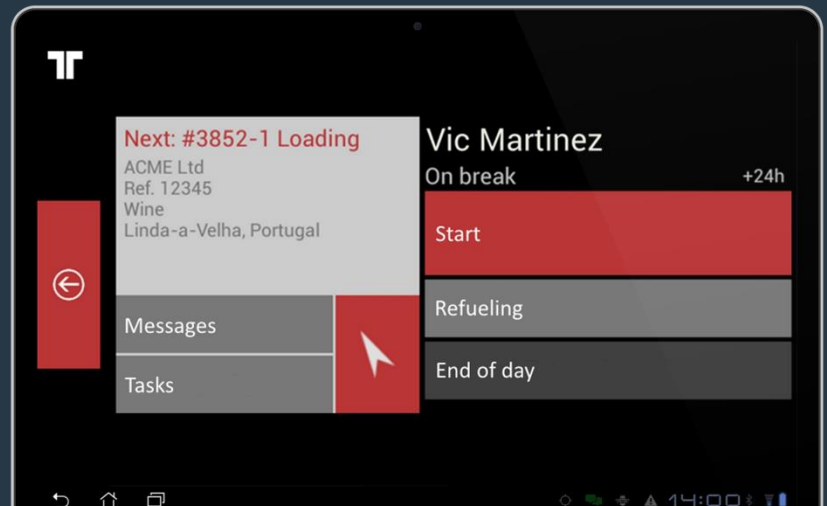 Next: #3852-1 Loading
ACME Ltd
Ref. 12345
Wine
Linda-a-Velha, Portugal
Messages
Tasks
Vic Martinez
On break +24h
Start
Refueling
End of day
14:00